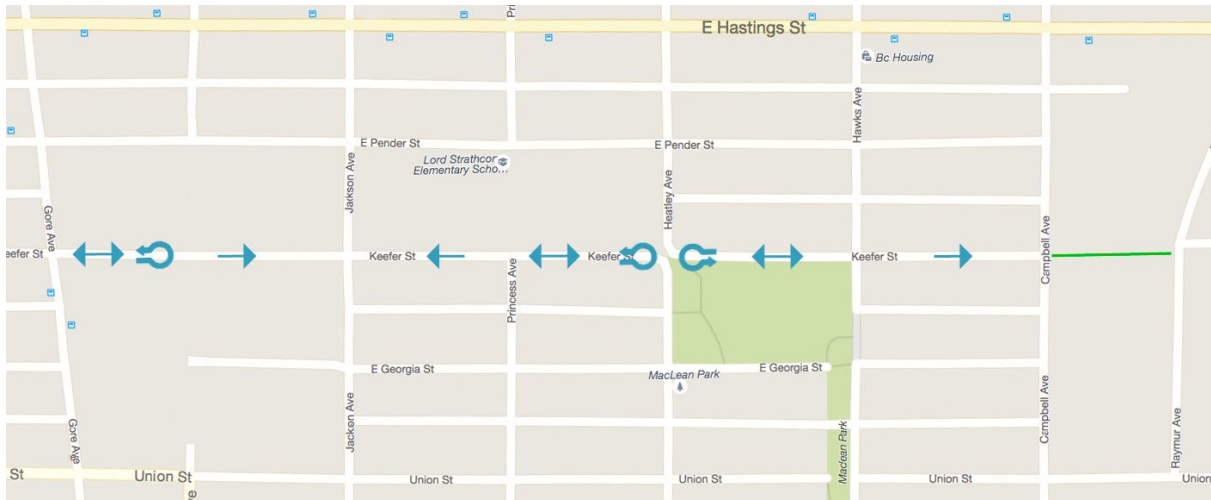 Pri
E Hastings St
Bc Housing
Hawks Ave
E Pender St
E Pender St
Lord Strathcor
Elementary Scho...
Jackson Ave
Heatley Ave
Gore Ave
Campbell Ave
eefer St
Keefer St
Keefer St
Keefer St
Princess Ave
E Georgia St
E Georgia St
MacLean Park
Jackson Ave
Campbell Ave
Gore Ave
Maclean Park
Raymur Ave
St
Union St
Union St
Union St
Union St
Union
ve